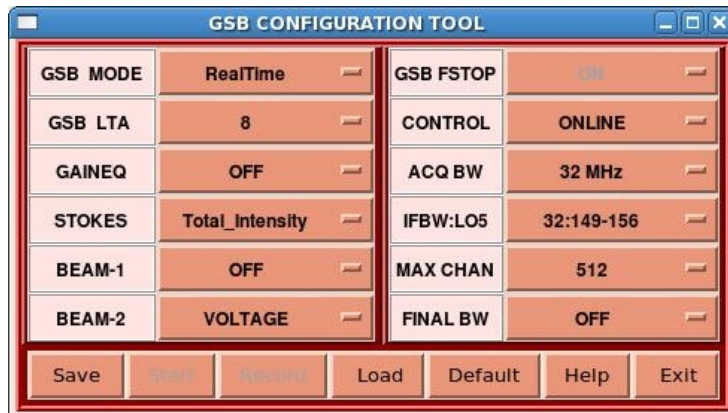 GSB CONFIGURATION TOOL
GSB MODE RealTime GSB FSTOP ON
GSB LTA 8 CONTROL ONLINE
GAINEQ OFF ACQ BW 32 MHz
STOKES Total_Intensity IFBW:LO5 32:149-156
BEAM-1 OFF MAX CHAN 512
BEAM-2 VOLTAGE FINAL BW OFF
Save Start Record Load Default Help Exit